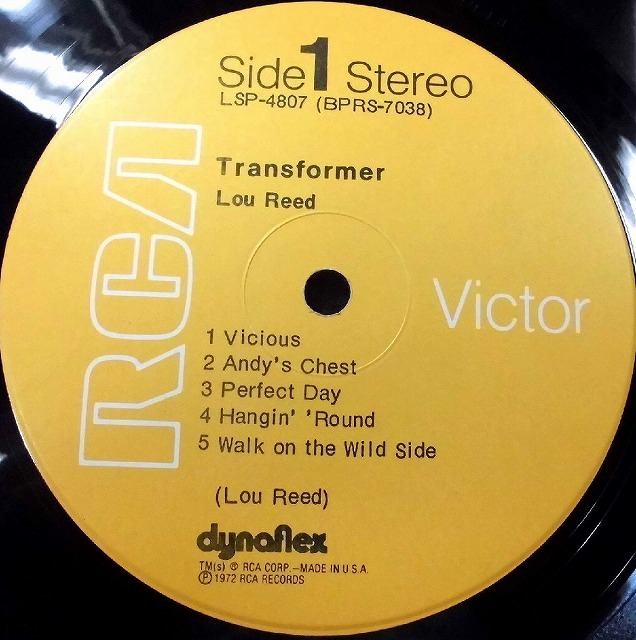 Side 1 Stereo
LSP-4807 (BPRS-7038)
Transformer
Lou Reed
RCA
Victor
1 Vicious
2 Andy's Chest
3 Perfect Day
4 Hangin' 'Round
5 Walk on the Wild Side
(Lou Reed)
dynaflex
TM(s) ® RCA CORP.—MADE IN U.S.A.
Ⓟ 1972 RCA RECORDS